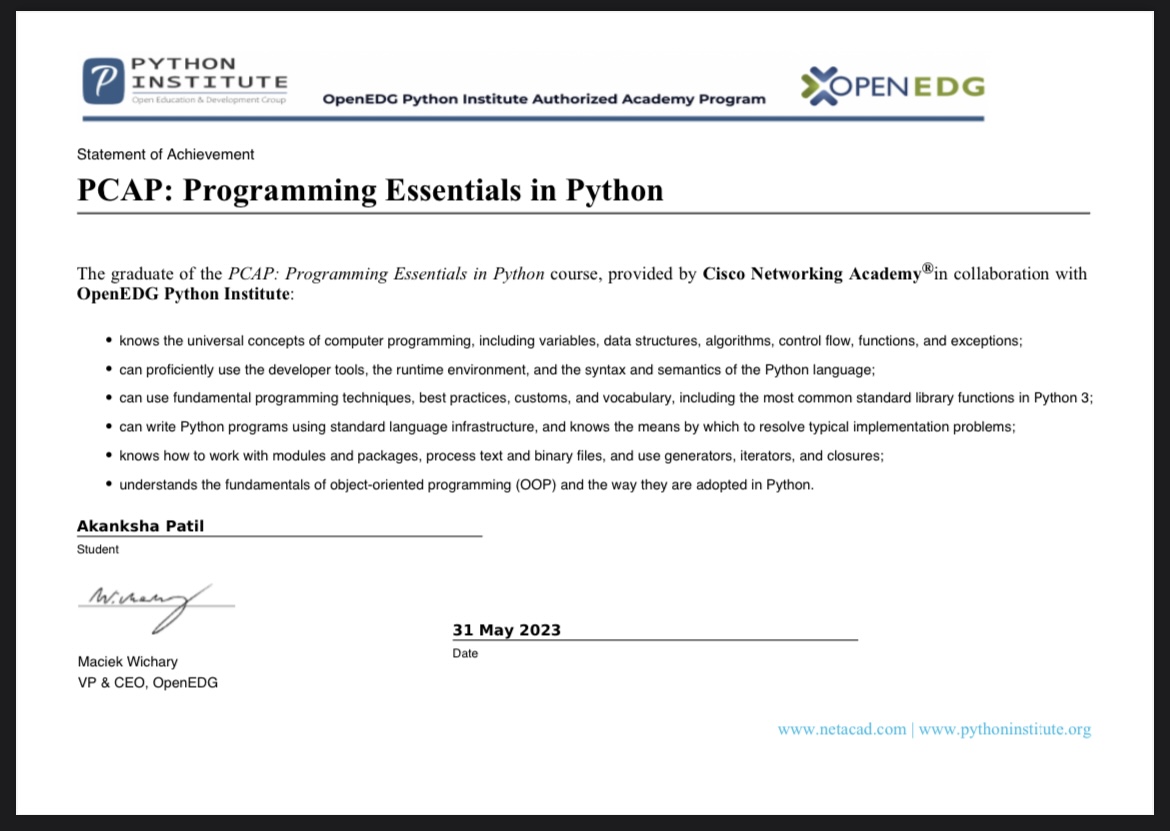 PYTHON
INSTITUTE
Open Education & Development Group
OpenEDG Python Institute Authorized Academy Program
OPENEDG
Statement of Achievement
PCAP: Programming Essentials in Python
The graduate of the PCAP: Programming Essentials in Python course, provided by Cisco Networking Academy®in collaboration with
OpenEDG Python Institute:
• knows the universal concepts of computer programming, including variables, data structures, algorithms, control flow, functions, and exceptions;
• can proficiently use the developer tools, the runtime environment, and the syntax and semantics of the Python language;
• can use fundamental programming techniques, best practices, customs, and vocabulary, including the most common standard library functions in Python 3;
• can write Python programs using standard language infrastructure, and knows the means by which to resolve typical implementation problems;
• knows how to work with modules and packages, process text and binary files, and use generators, iterators, and closures;
• understands the fundamentals of object-oriented programming (OOP) and the way they are adopted in Python.
Akanksha Patil
Student
W.chary
31 May 2023
Date
Maciek Wichary
VP & CEO, OpenEDG
www.netacad.com | www.pythoninstitute.org